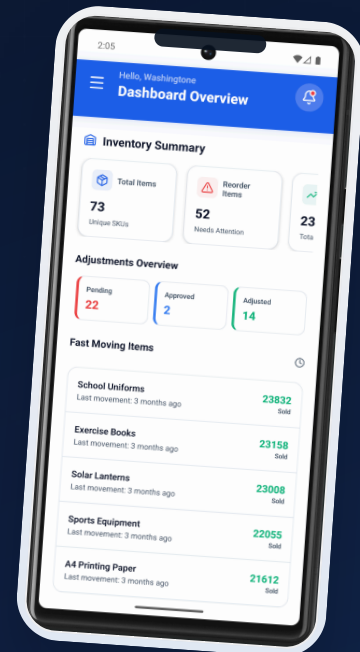 2:05
Hello, Washingtone
Dashboard Overview
Inventory Summary
Total Items
73
Unique SKUs
Reorder
Items
52
Needs Attention
23
Tota
Adjustments Overview
Pending
22
Approved
2
Adjusted
14
Fast Moving Items
School Uniforms
Last movement: 3 months ago
23832
Sold
Exercise Books
Last movement: 3 months ago
23158
Sold
Solar Lanterns
Last movement: 3 months ago
23008
Sold
Sports Equipment
Last movement: 3 months ago
22055
Sold
A4 Printing Paper
Last movement: 3 months ago
21612
Sold